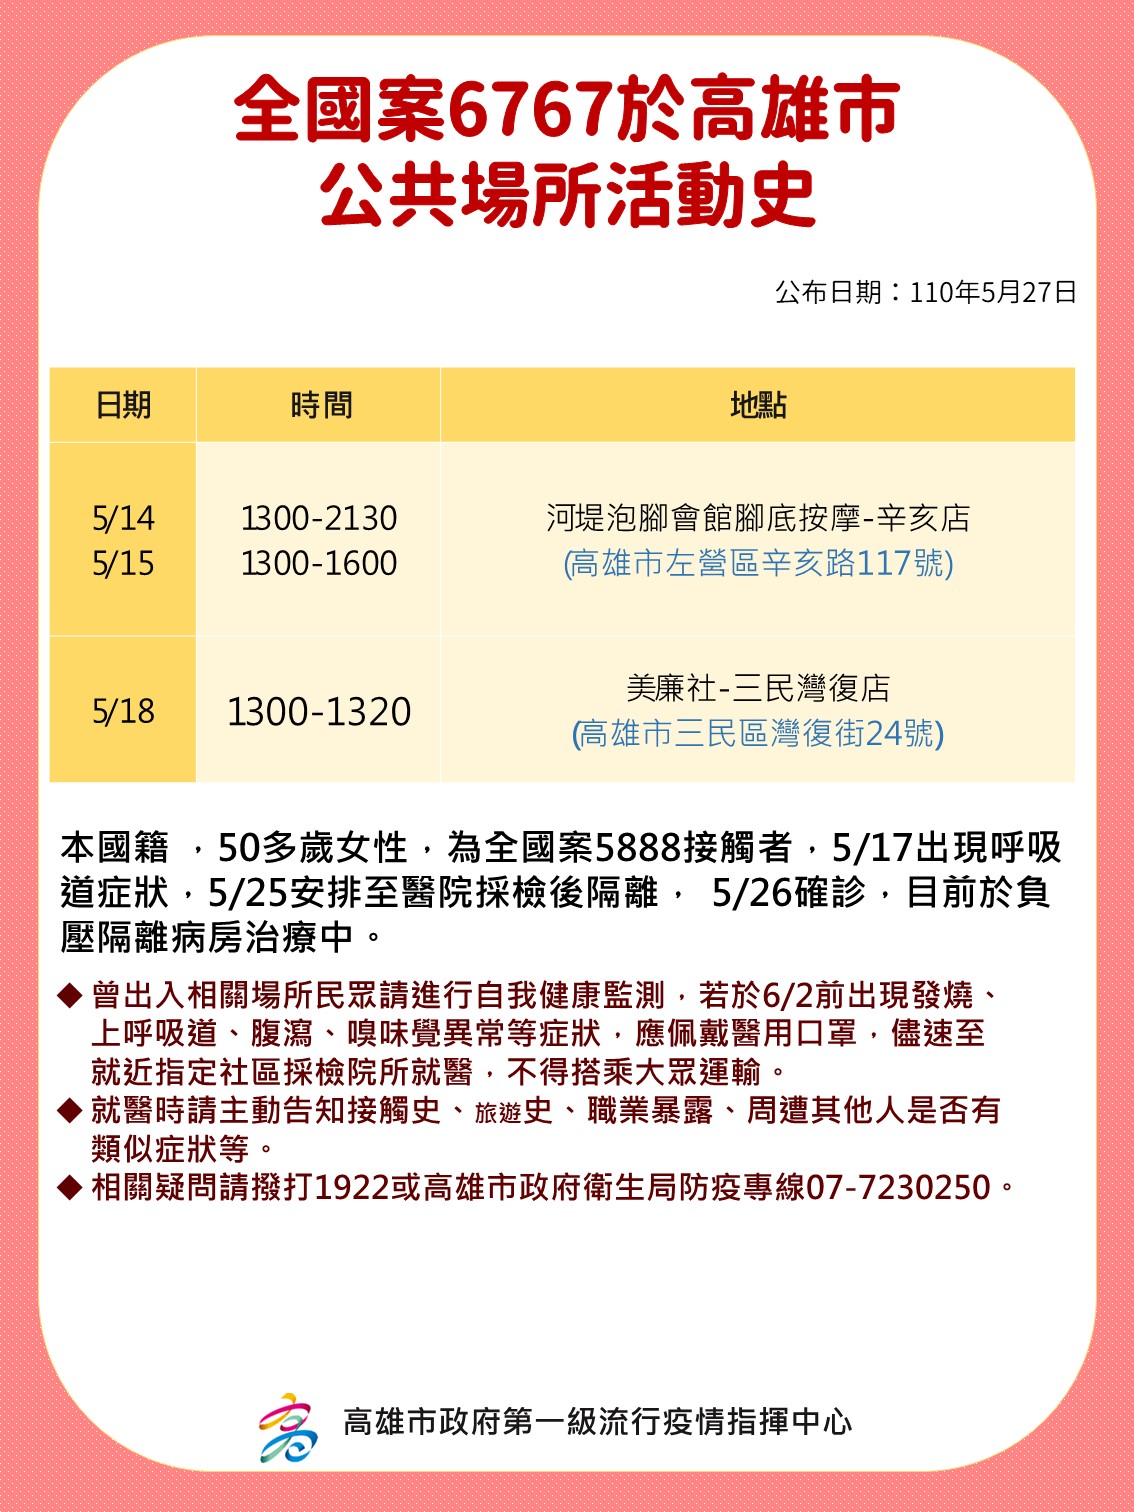 全國案6767於高雄市
公共場所活動史
公布日期：110年5月27日
日期 時間 地點
5/14 1300-2130 河堤泡腳會館腳底按摩-辛亥店
5/15 1300-1600 (高雄市左營區辛亥路117號)
美廉社-三民灣復店
5/18 1300-1320
(高雄市三民區灣復街24號)
本國籍 ，50多歲女性，為全國案5888接觸者，5/17出現呼吸
道症狀，5/25安排至醫院採檢後隔離， 5/26確診，目前於負
壓隔離病房治療中。
◆ 曾出入相關場所民眾請進行自我健康監測，若於6/2前出現發燒、
上呼吸道、腹瀉、嗅味覺異常等症狀，應佩戴醫用口罩，儘速至
就近指定社區採檢院所就醫，不得搭乘大眾運輸。
◆ 就醫時請主動告知接觸史、旅遊史、職業暴露、周遭其他人是否有
類似症狀等。
◆ 相關疑問請撥打1922或高雄市政府衛生局防疫專線07-7230250。
高雄市政府第一級流行疫情指揮中心